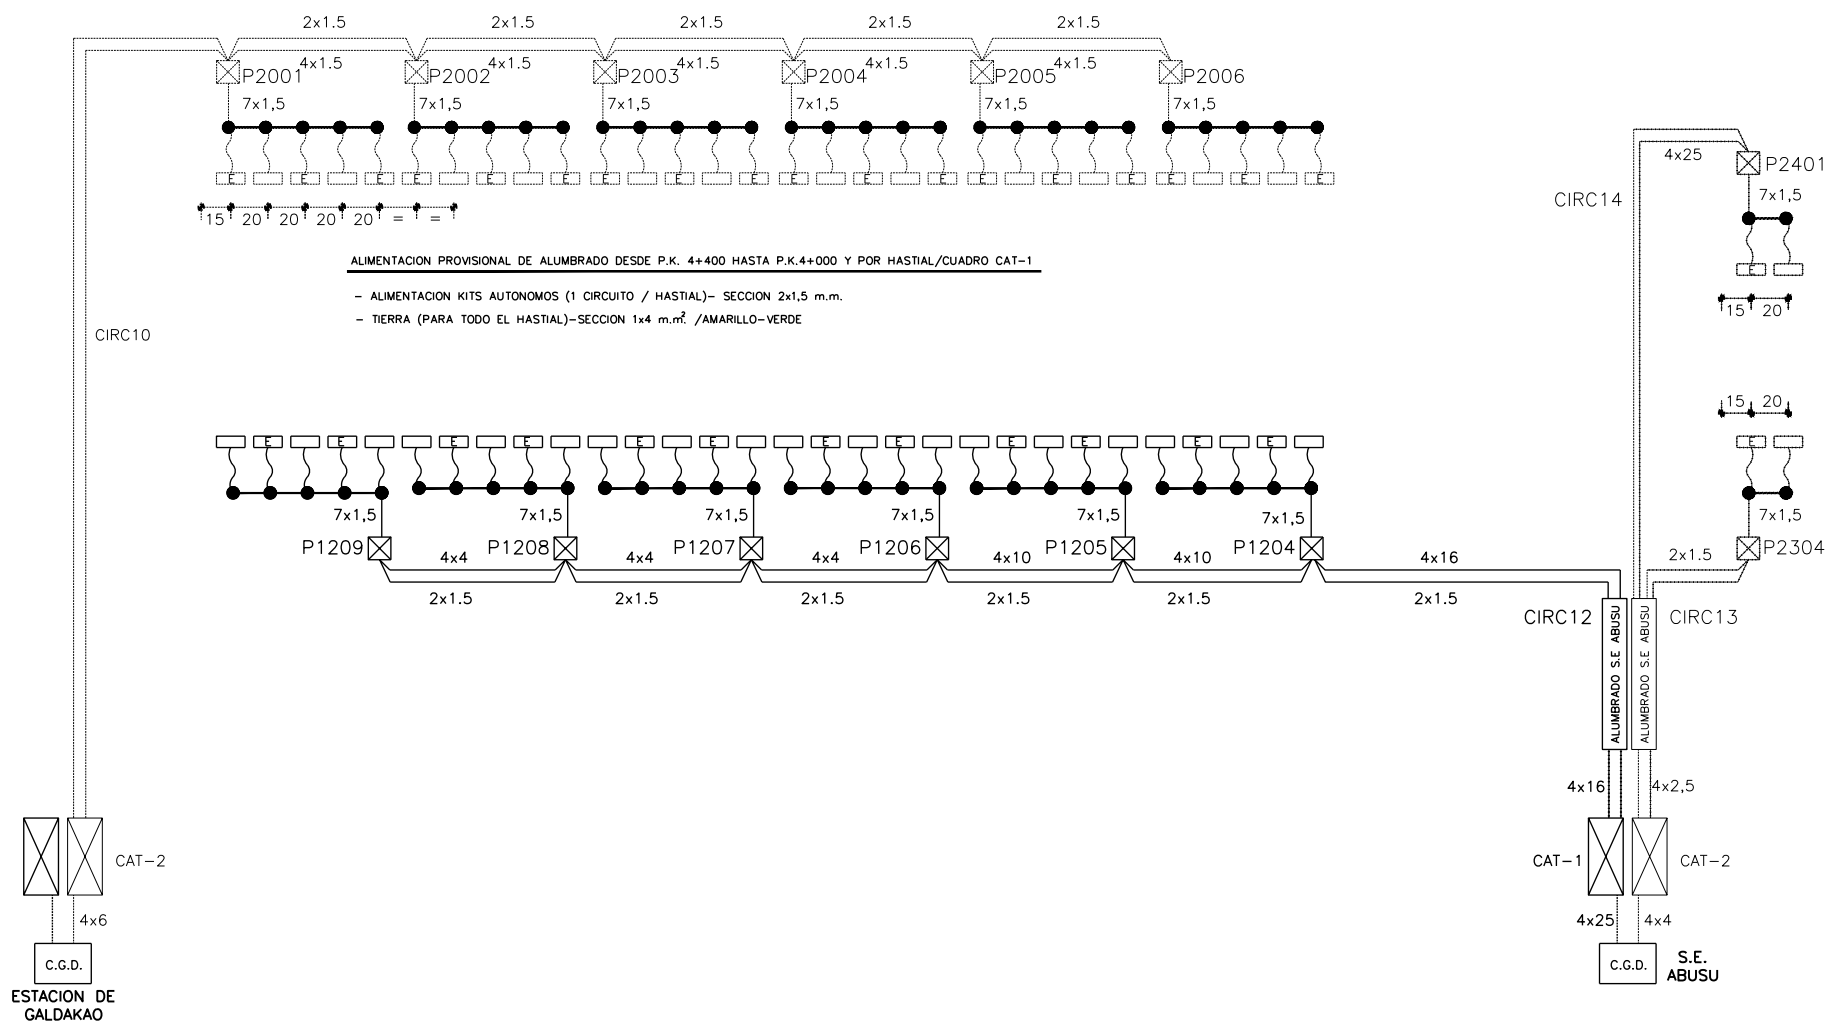 2x1.5 2x1.5 2x1.5 2x1.5 2x1.5
4x1.5 4x1.5 4x1.5 4x1.5 4x1.5
P2001 P2002 P2003 P2004 P2005 P2006
7x1,5 7x1,5 7x1,5 7x1,5 7x1,5 7x1,5
E E E E E E E E E E E E E E E E E
15 20 20 20 20 = =
4x25
P2401
CIRC14
7x1,5
E
15 20
ALIMENTACION PROVISIONAL DE ALUMBRADO DESDE P.K. 4+400 HASTA P.K.4+000 Y POR HASTIAL/CUADRO CAT-1
- ALIMENTACION KITS AUTONOMOS (1 CIRCUITO / HASTIAL)- SECCION 2x1,5 m.m.
- TIERRA (PARA TODO EL HASTIAL)-SECCION 1x4 m.m². /AMARILLO-VERDE
CIRC10
15 20
E E E E E E E E E E E E
E
7x1,5 7x1,5 7x1,5 7x1,5 7x1,5 7x1,5
7x1,5
P1209 P1208 P1207 P1206 P1205 P1204
P2304
4x4 4x4 4x4 4x10 4x10 4x16
2x1.5
2x1.5 2x1.5 2x1.5 2x1.5 2x1.5 2x1.5
CIRC12
CIRC13
ALUMBRADO S.E ABUSU
ALUMBRADO S.E ABUSU
4x16 4x2,5
CAT-2
CAT-1 CAT-2
4x6
4x25 4x4
C.G.D.
C.G.D.
ESTACION DE
GALDAKAO
S.E.
ABUSU